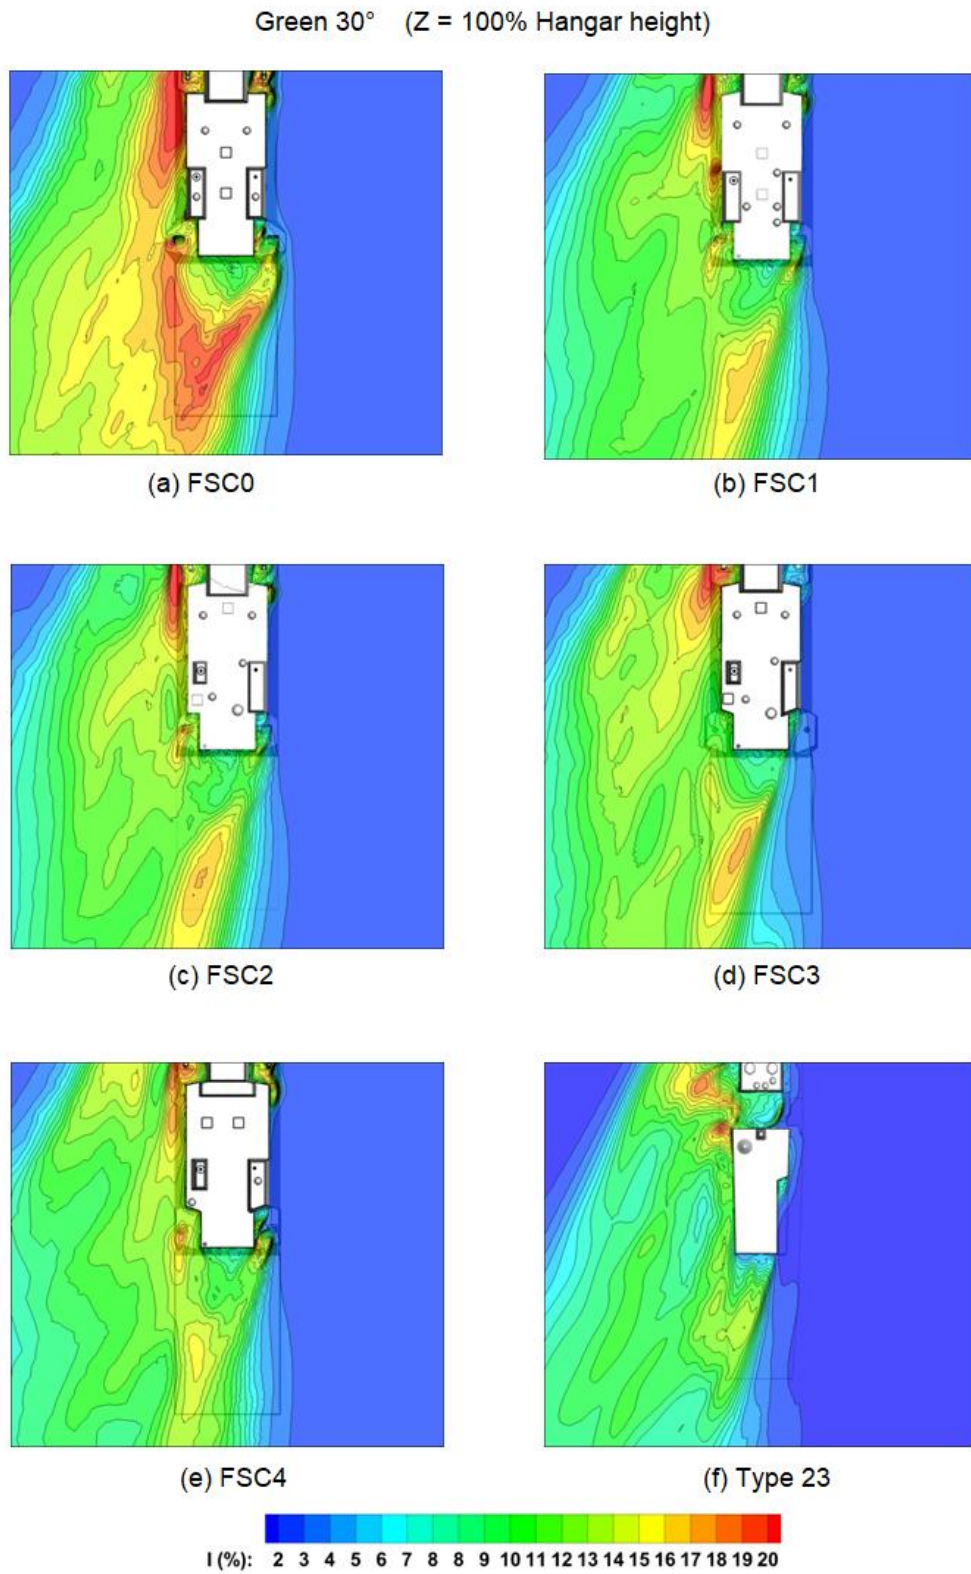 Green 30° (Z = 100% Hangar height)
(a) FSC0
(b) FSC1
(c) FSC2
(d) FSC3
(e) FSC4
(f) Type 23
I (%): 2 3 4 5 6 7 8 9 10 11 12 13 14 15 16 17 18 19 20